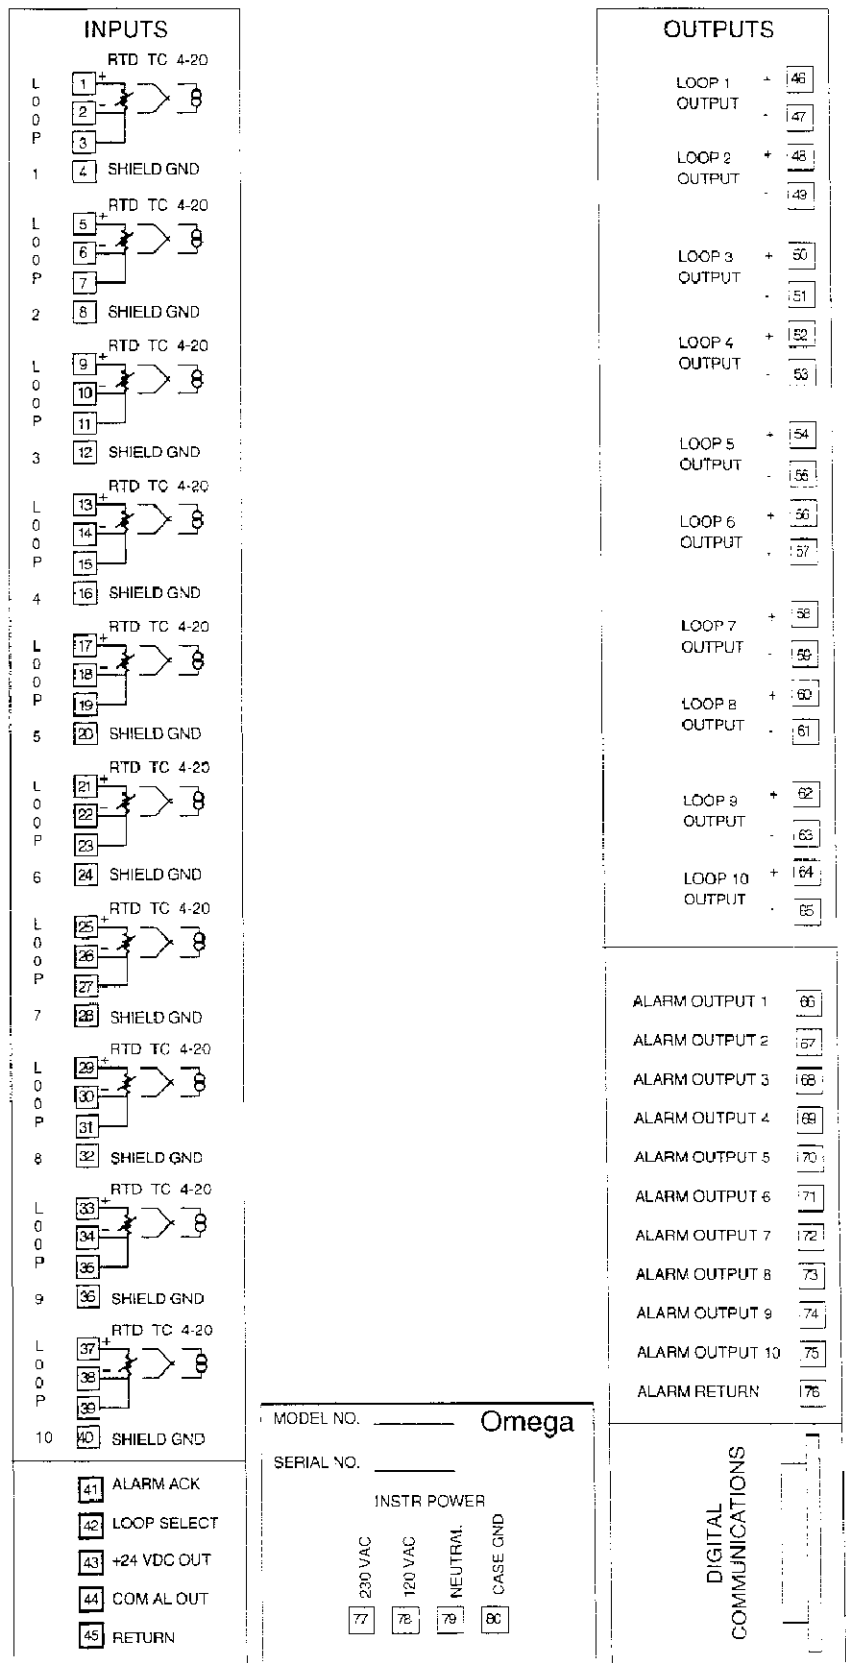 INPUTS
RTD TC 4-20
LOOP 1
1 +
2 -
3
4 SHIELD GND
RTD TC 4-20
LOOP 2
5 +
6 -
7
8 SHIELD GND
RTD TC 4-20
LOOP 3
9 +
10 -
11
12 SHIELD GND
RTD TC 4-20
LOOP 4
13 +
14 -
15
16 SHIELD GND
RTD TC 4-20
LOOP 5
17 +
18 -
19
20 SHIELD GND
RTD TC 4-20
LOOP 6
21 +
22 -
23
24 SHIELD GND
RTD TC 4-20
LOOP 7
25 +
26 -
27
28 SHIELD GND
RTD TC 4-20
LOOP 8
29 +
30 -
31
32 SHIELD GND
RTD TC 4-20
LOOP 9
33 +
34 -
35
36 SHIELD GND
RTD TC 4-20
LOOP 10
37 +
38 -
39
40 SHIELD GND
41 ALARM ACK
42 LOOP SELECT
43 +24 VDC OUT
44 COM AL OUT
45 RETURN
MODEL NO. Omega
SERIAL NO.
INSTR POWER
230 VAC 120 VAC NEUTRAL CASE GND
77 78 79 80
OUTPUTS
LOOP 1 + 46
OUTPUT - 47
LOOP 2 + 48
OUTPUT - 49
LOOP 3 + 50
OUTPUT - 51
LOOP 4 + 52
OUTPUT - 53
LOOP 5 + 54
OUTPUT - 55
LOOP 6 + 56
OUTPUT - 57
LOOP 7 + 58
OUTPUT - 59
LOOP 8 + 60
OUTPUT - 61
LOOP 9 + 62
OUTPUT - 63
LOOP 10 + 64
OUTPUT - 65
ALARM OUTPUT 1 66
ALARM OUTPUT 2 67
ALARM OUTPUT 3 68
ALARM OUTPUT 4 69
ALARM OUTPUT 5 70
ALARM OUTPUT 6 71
ALARM OUTPUT 7 72
ALARM OUTPUT 8 73
ALARM OUTPUT 9 74
ALARM OUTPUT 10 75
ALARM RETURN 76
DIGITAL
COMMUNICATIONS